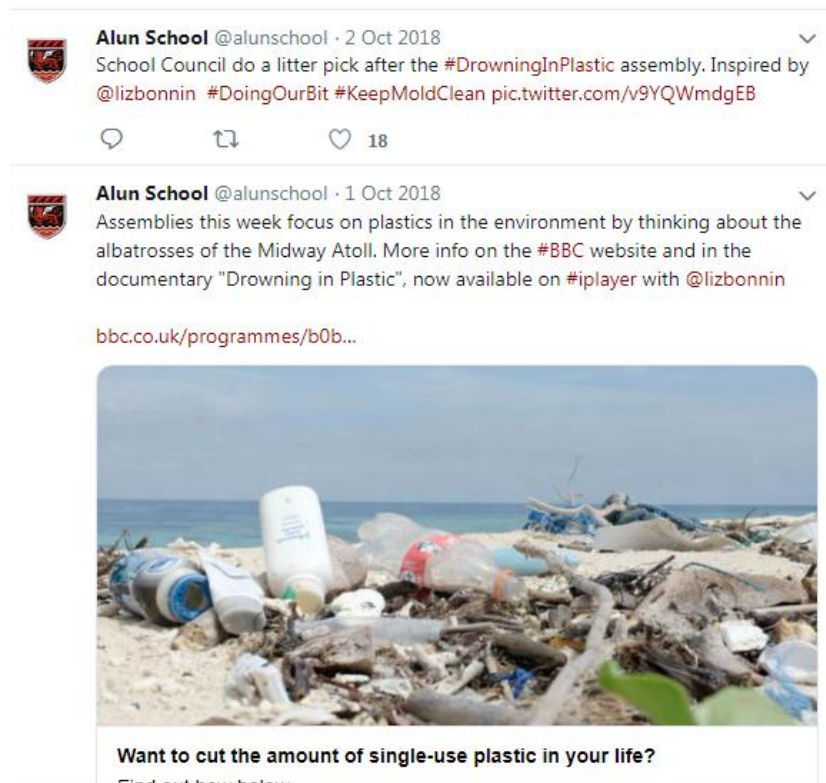 Alun School @alunschool · 2 Oct 2018
School Council do a litter pick after the #DrowningInPlastic assembly. Inspired by
@lizbonnin #DoingOurBit #KeepMoldClean pic.twitter.com/v9YQWmdgEB
18
Alun School @alunschool · 1 Oct 2018
Assemblies this week focus on plastics in the environment by thinking about the
albatrosses of the Midway Atoll. More info on the #BBC website and in the
documentary "Drowning in Plastic", now available on #iplayer with @lizbonnin
bbc.co.uk/programmes/b0b...
Want to cut the amount of single-use plastic in your life?
Find out how below